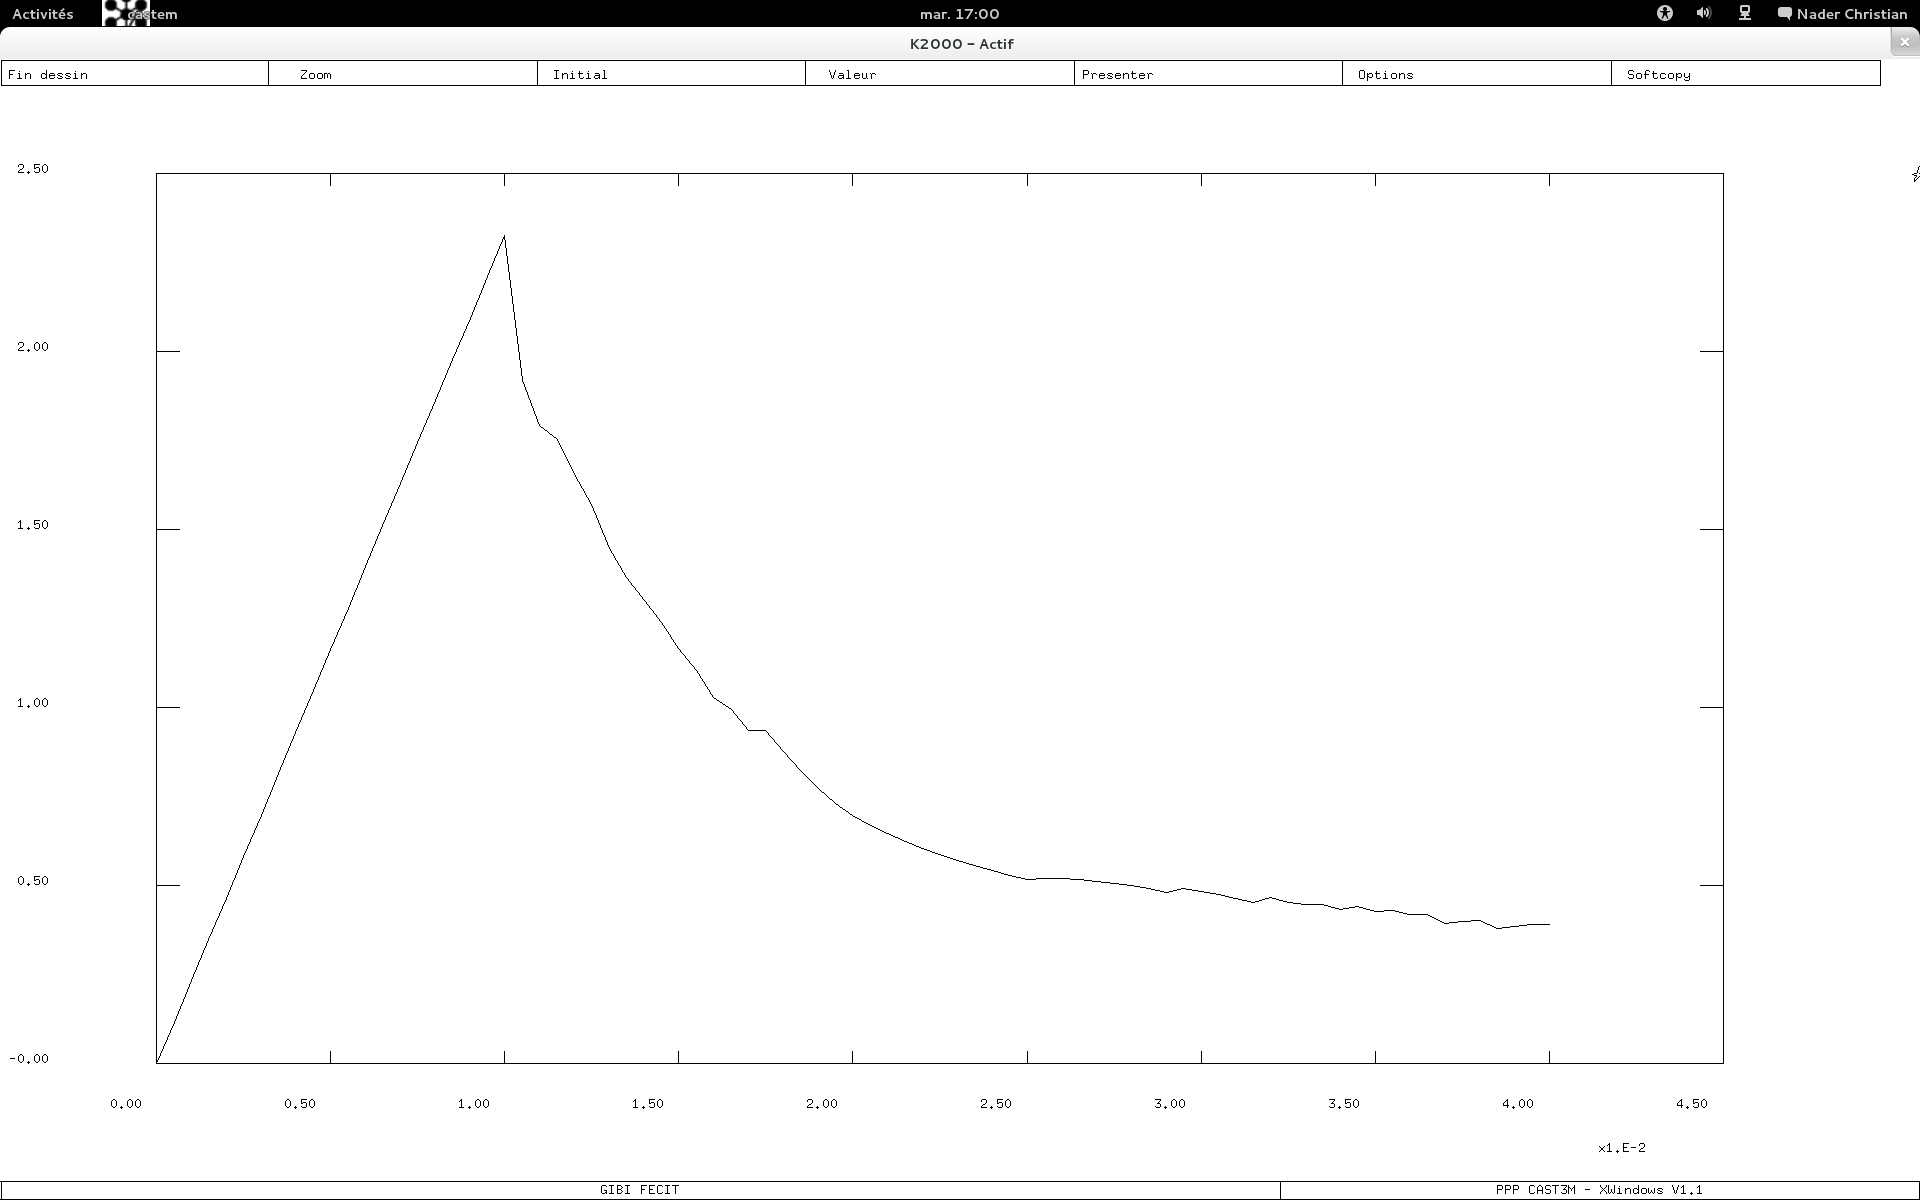 Activités castem mar. 17:00 Nader Christian
K2000 - Actif
Fin dessin Zoom Initial Valeur Presenter Options Softcopy
2.50
2.00
1.50
1.00
0.50
-0.00
0.00 0.50 1.00 1.50 2.00 2.50 3.00 3.50 4.00 4.50
x1.E-2
GIBI FECIT PPP CAST3M - XWindows V1.1